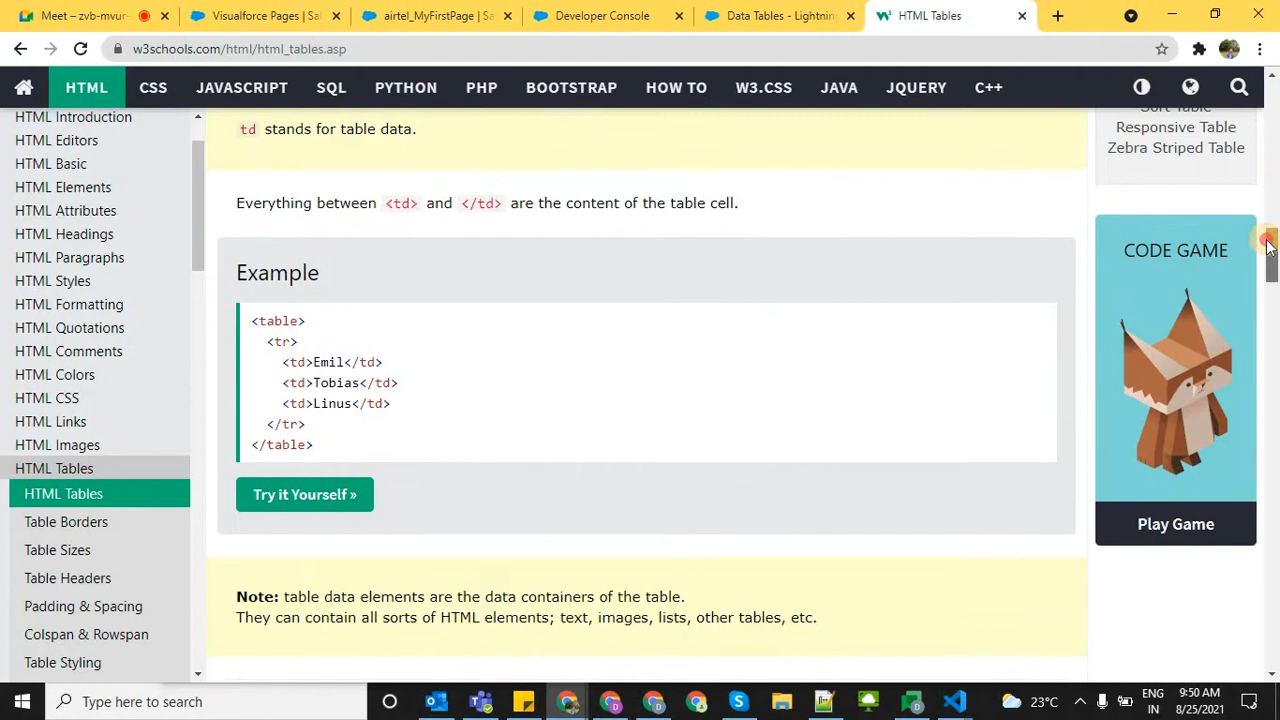 Meet – zvb-mvur-
Visualforce Pages | Sal
airtel_MyFirstPage | Sa
Developer Console
Data Tables - Lightnin
HTML Tables
w3schools.com/html/html_tables.asp
HTML CSS JAVASCRIPT SQL PYTHON PHP BOOTSTRAP HOW TO W3.CSS JAVA JQUERY C++
HTML Introduction
HTML Editors
HTML Basic
HTML Elements
HTML Attributes
HTML Headings
HTML Paragraphs
HTML Styles
HTML Formatting
HTML Quotations
HTML Comments
HTML Colors
HTML CSS
HTML Links
HTML Images
HTML Tables
HTML Tables
Table Borders
Table Sizes
Table Headers
Padding & Spacing
Colspan & Rowspan
Table Styling
td stands for table data.
Everything between <td> and </td> are the content of the table cell.
Example
<table>
<tr>
<td>Emil</td>
<td>Tobias</td>
<td>Linus</td>
</tr>
</table>
Try it Yourself »
Note: table data elements are the data containers of the table.
They can contain all sorts of HTML elements; text, images, lists, other tables, etc.
Responsive Table
Zebra Striped Table
CODE GAME
Play Game
Type here to search
23°C
ENG
IN
9:50 AM
8/25/2021